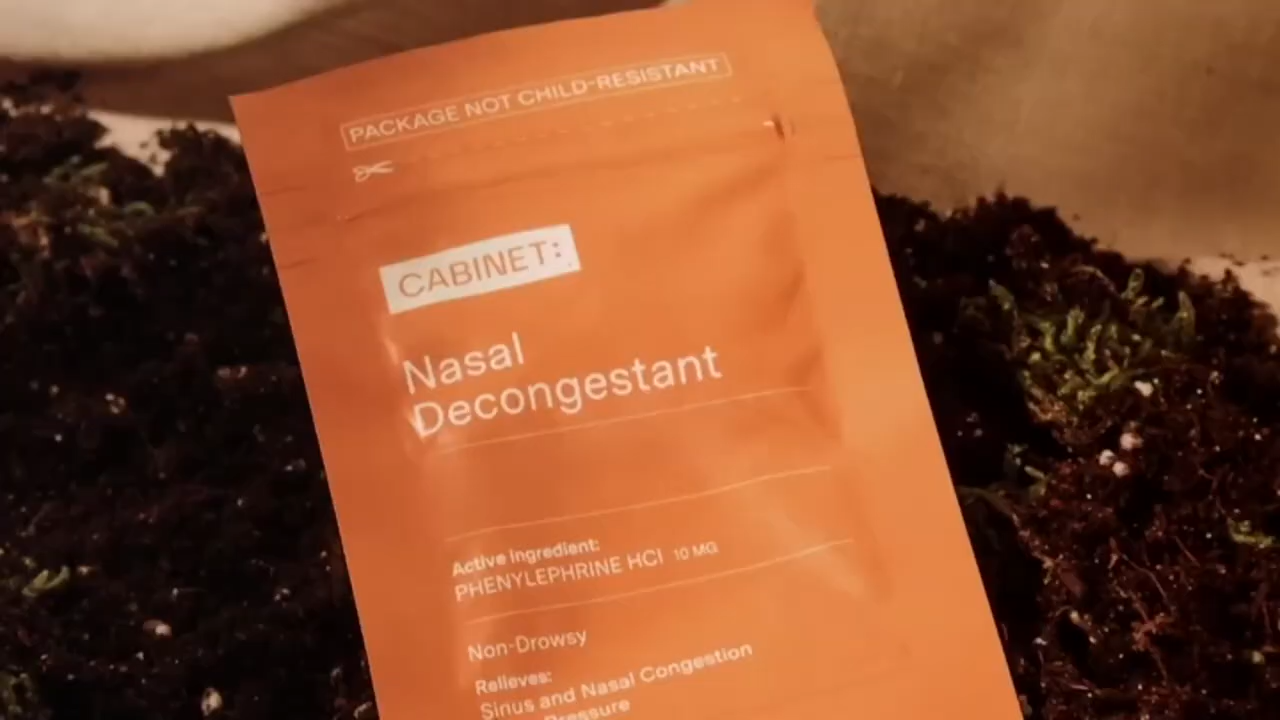 PACKAGE NOT CHILD-RESISTANT
CABINET:
Nasal
Decongestant
Active Ingredient:
PHENYLEPHRINE HCl 10 MG
Non-Drowsy
Relieves:
Sinus and Nasal Congestion
Pressure